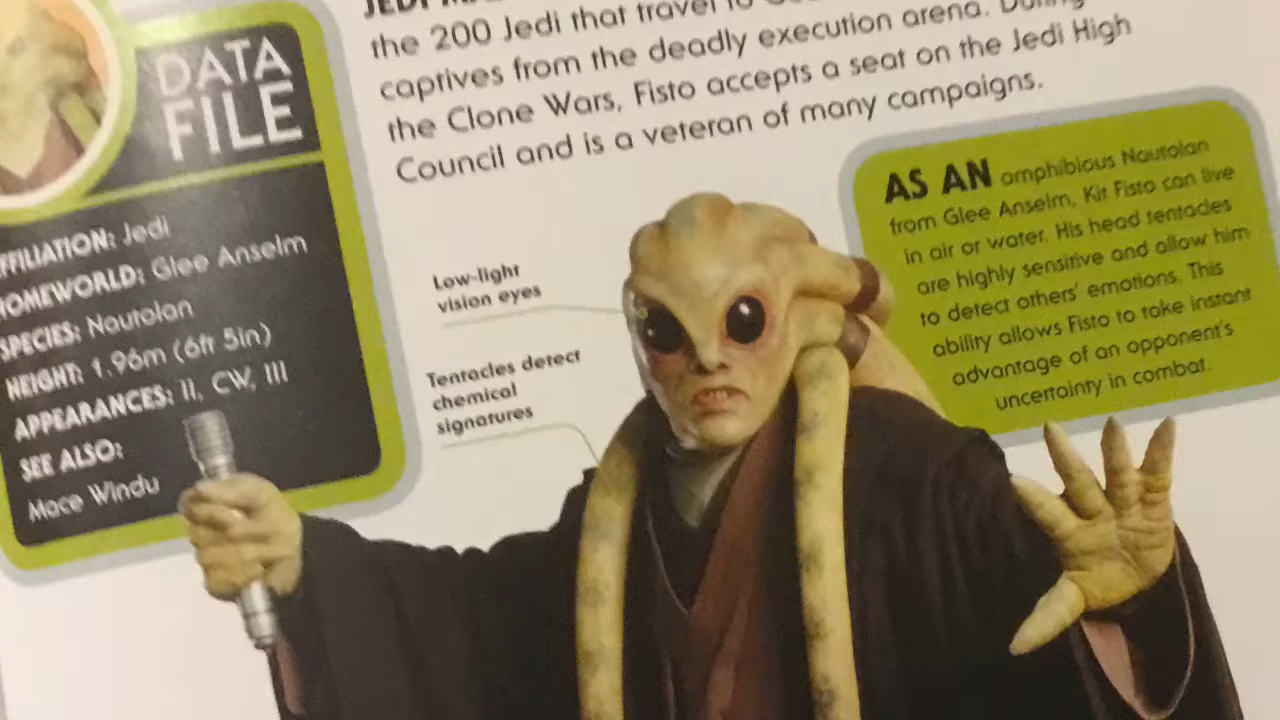 DATA
FILE
AFFILIATION: Jedi
HOMEWORLD: Glee Anselm
SPECIES: Nautolan
HEIGHT: 1.96m (6ft 5in)
APPEARANCES: II, CW, III
SEE ALSO:
Mace Windu
JEDI
the 200 Jedi that travel to
captives from the deadly execution arena. During
the Clone Wars, Fisto accepts a seat on the Jedi High
Council and is a veteran of many campaigns.
Low-light
vision eyes
Tentacles detect
chemical
signatures
AS AN amphibious Nautolan
from Glee Anselm, Kit Fisto can live
in air or water. His head tentacles
are highly sensitive and allow him
to detect others' emotions. This
ability allows Fisto to take instant
advantage of an opponent's
uncertainty in combat.